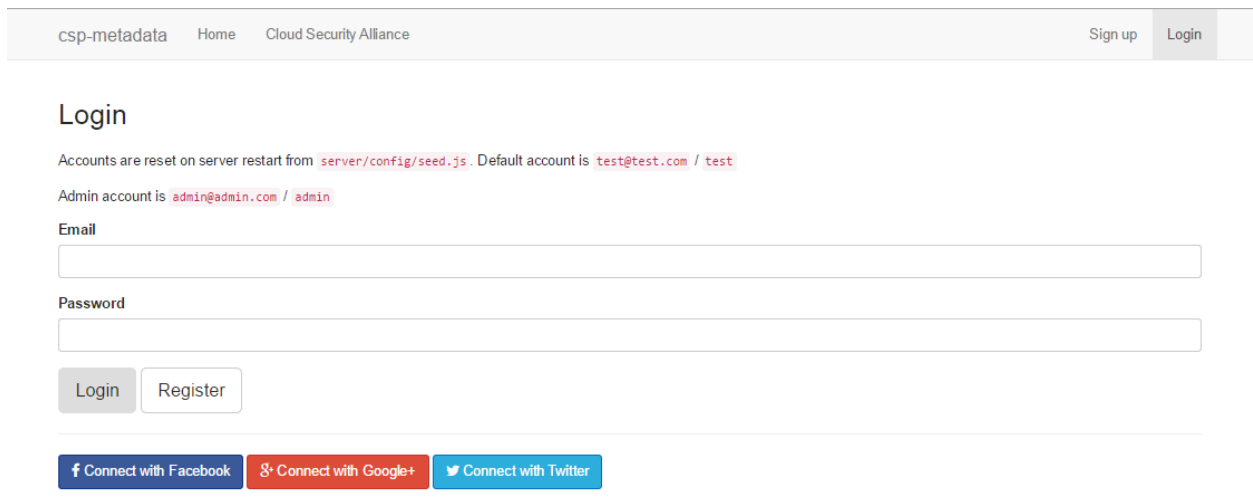 csp-metadata Home Cloud Security Alliance Sign up Login
Login
Accounts are reset on server restart from server/config/seed.js. Default account is test@test.com / test
Admin account is admin@admin.com / admin
Email
Password
Login Register
Connect with Facebook Connect with Google+ Connect with Twitter